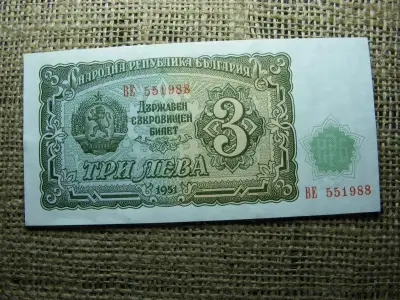 НАРОДНА РЕПУБЛИКА БЪЛГАРИЯ
ВЕ 551988
ДЪРЖАВЕН
СЪКРОВИЩЕН
БИЛЕТ
3
ТРИ ЛЕВА
1951
ВЕ 551988